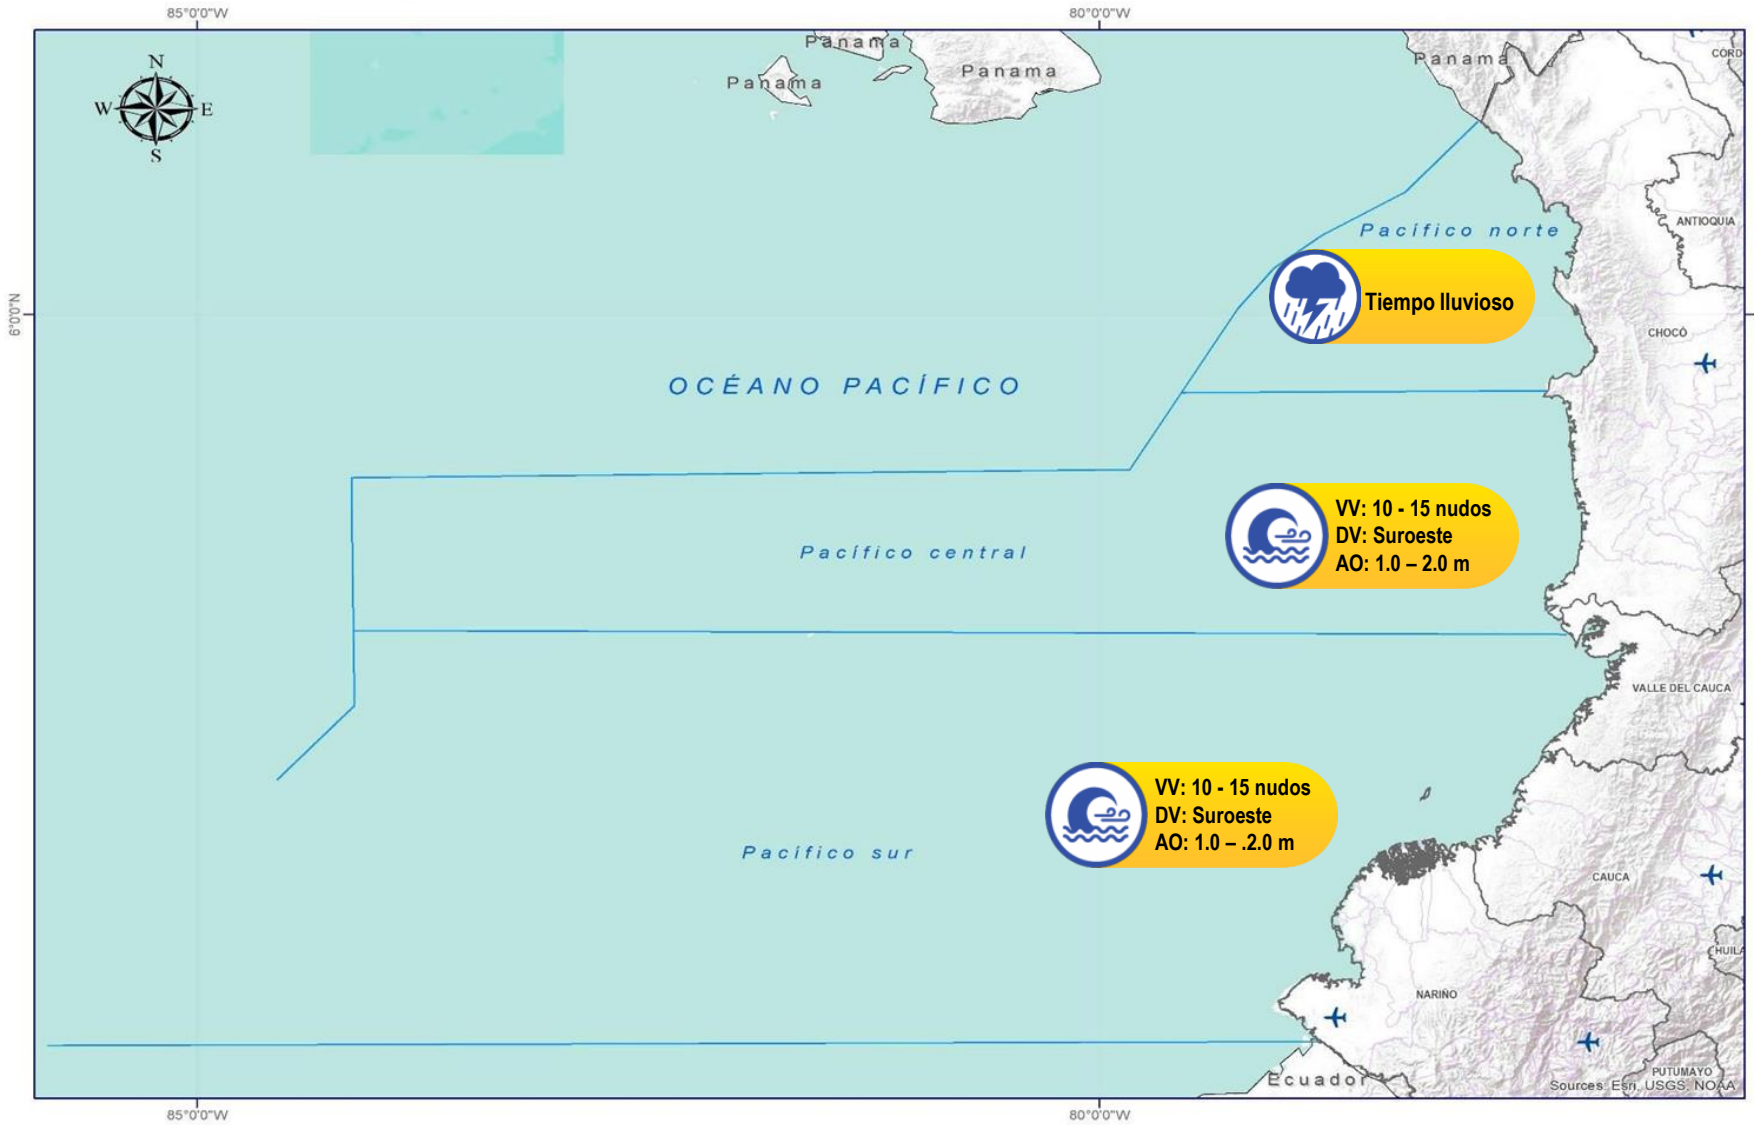 85°0'0"W
80°0'0"W
N
W
E
S
Panama
Panama
Panama
Panama
CORD
ANTIOQUIA
Pacífico norte
Tiempo lluvioso
6°0'0"N
CHOCÓ
OCÉANO PACÍFICO
VV: 10 - 15 nudos
DV: Suroeste
AO: 1.0 – 2.0 m
Pacífico central
VALLE DEL CAUCA
VV: 10 - 15 nudos
DV: Suroeste
AO: 1.0 – .2.0 m
Pacífico sur
CAUCA
HUILA
NARIÑO
Ecuador
PUTUMAYO
Sources: Esri, USGS, NOAA
85°0'0"W
80°0'0"W